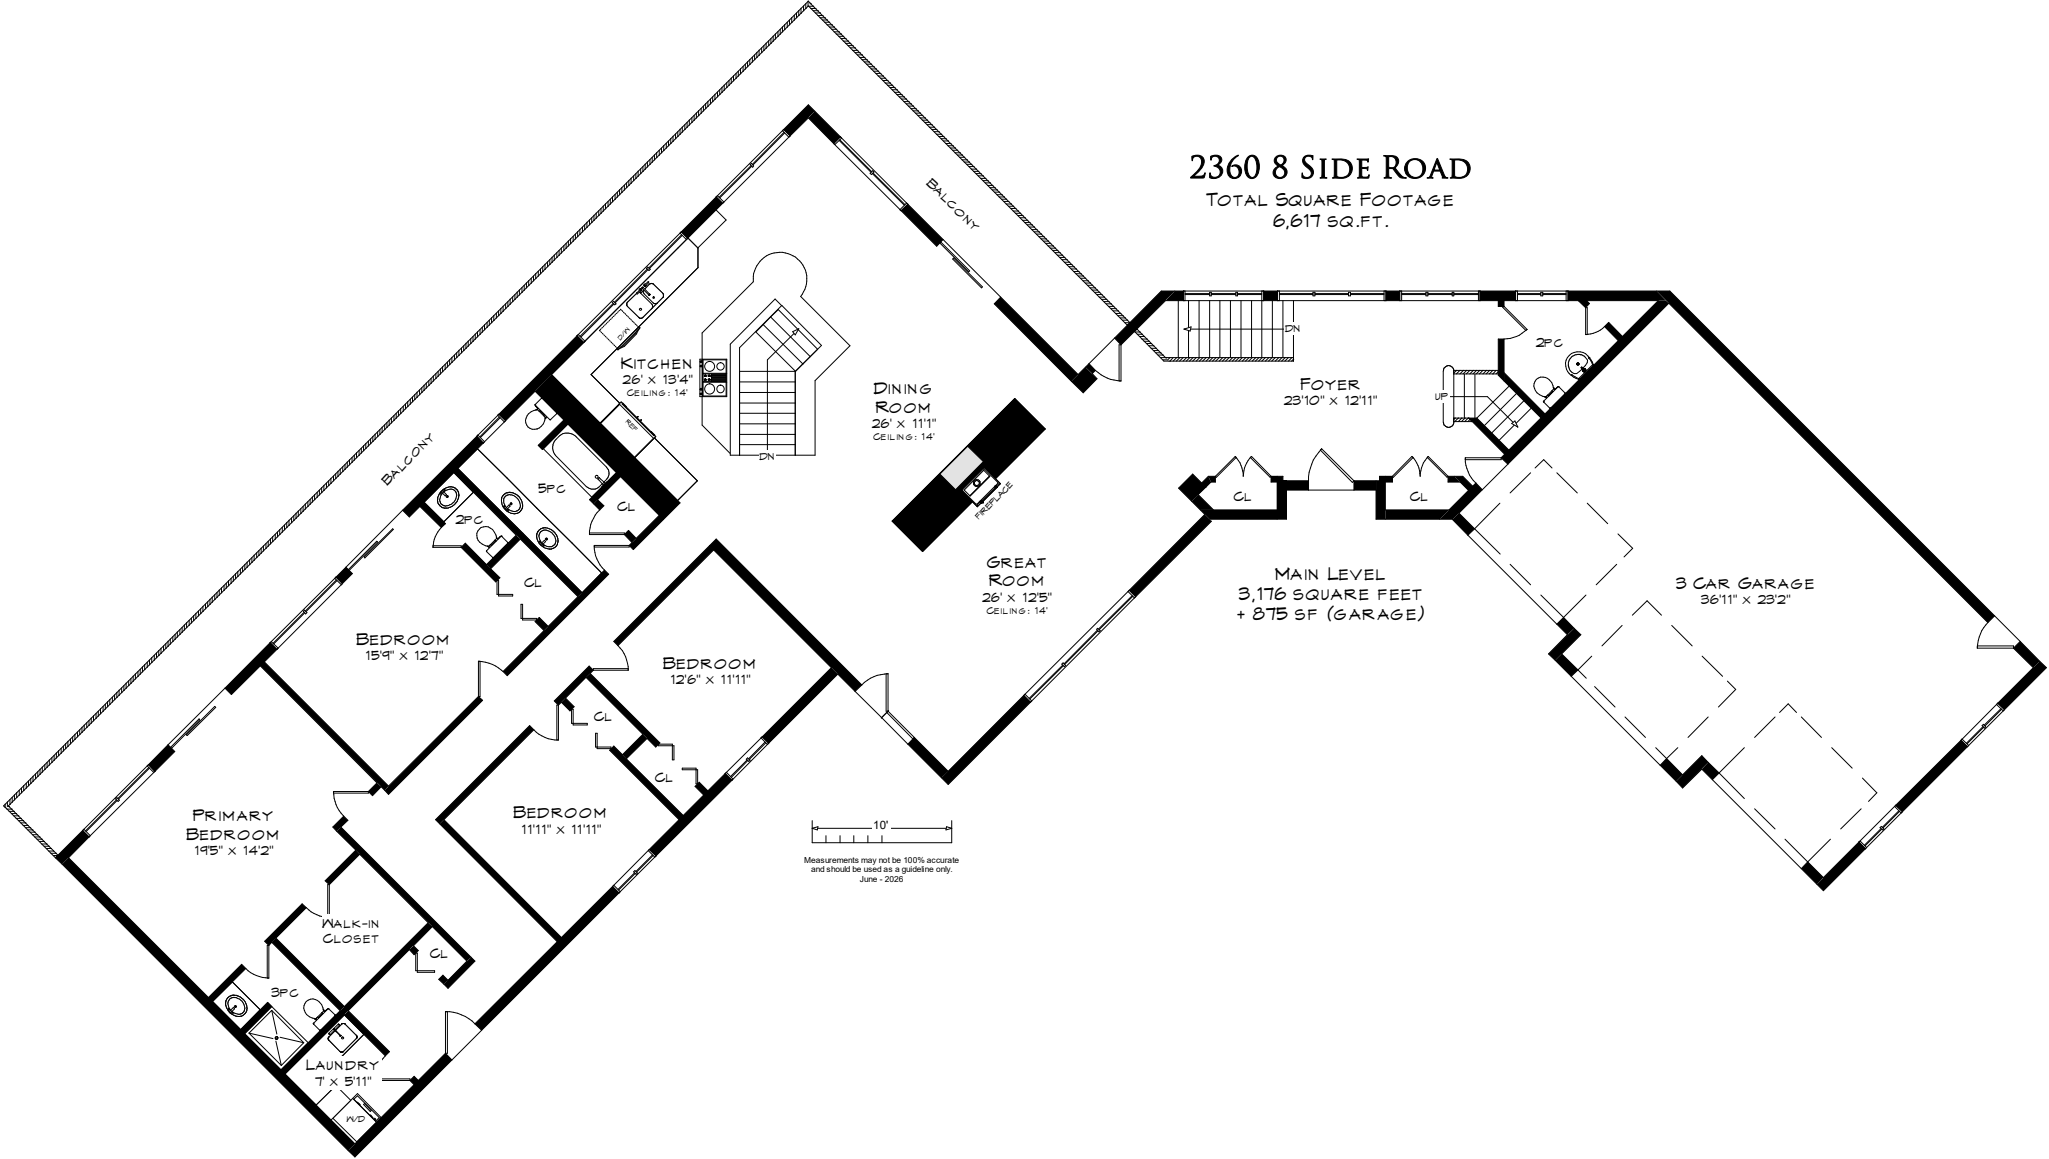 2360 8 Side Road
Total Square Footage
6,617 sq.ft.
Balcony
Balcony
Kitchen
26' x 13'4"
Ceiling: 14'
D/W
REF
DN
Dining
Room
26' x 11'1"
Ceiling: 14'
Fireplace
Great
Room
26' x 12'5"
Ceiling: 14'
DN
Foyer
23'10" x 12'11"
UP
2PC
CL
CL
Main Level
3,176 square feet
+ 875 sf (garage)
3 Car Garage
36'11" x 23'2"
5PC
CL
2PC
CL
Bedroom
15'9" x 12'7"
Bedroom
12'6" x 11'11"
CL
CL
Bedroom
11'11" x 11'11"
Primary
Bedroom
19'5" x 14'2"
Walk-in
Closet
CL
3PC
Laundry
7' x 5'11"
W/D
10'
Measurements may not be 100% accurate
and should be used as a guideline only.
June - 2026